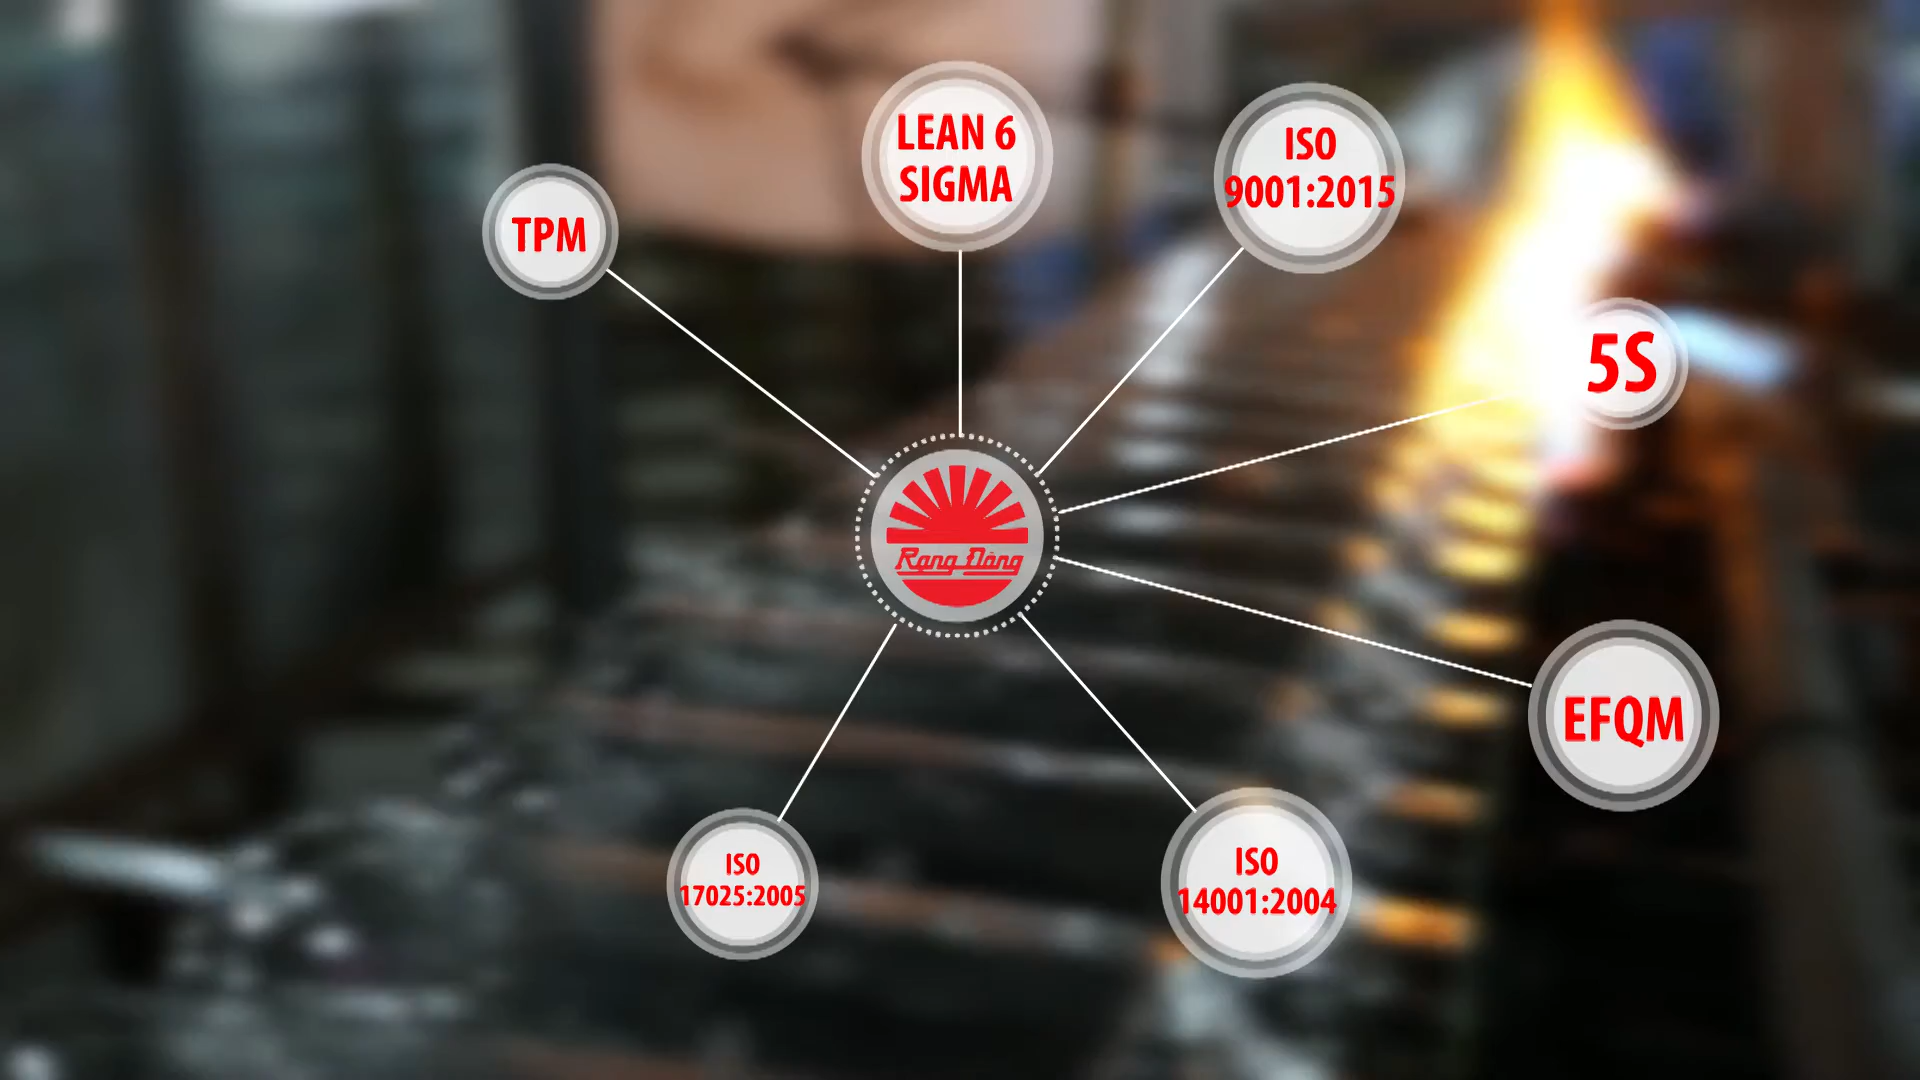 LEAN 6
SIGMA
ISO
9001:2015
TPM
5S
Rạng Đông
EFQM
ISO
17025:2005
ISO
14001:2004